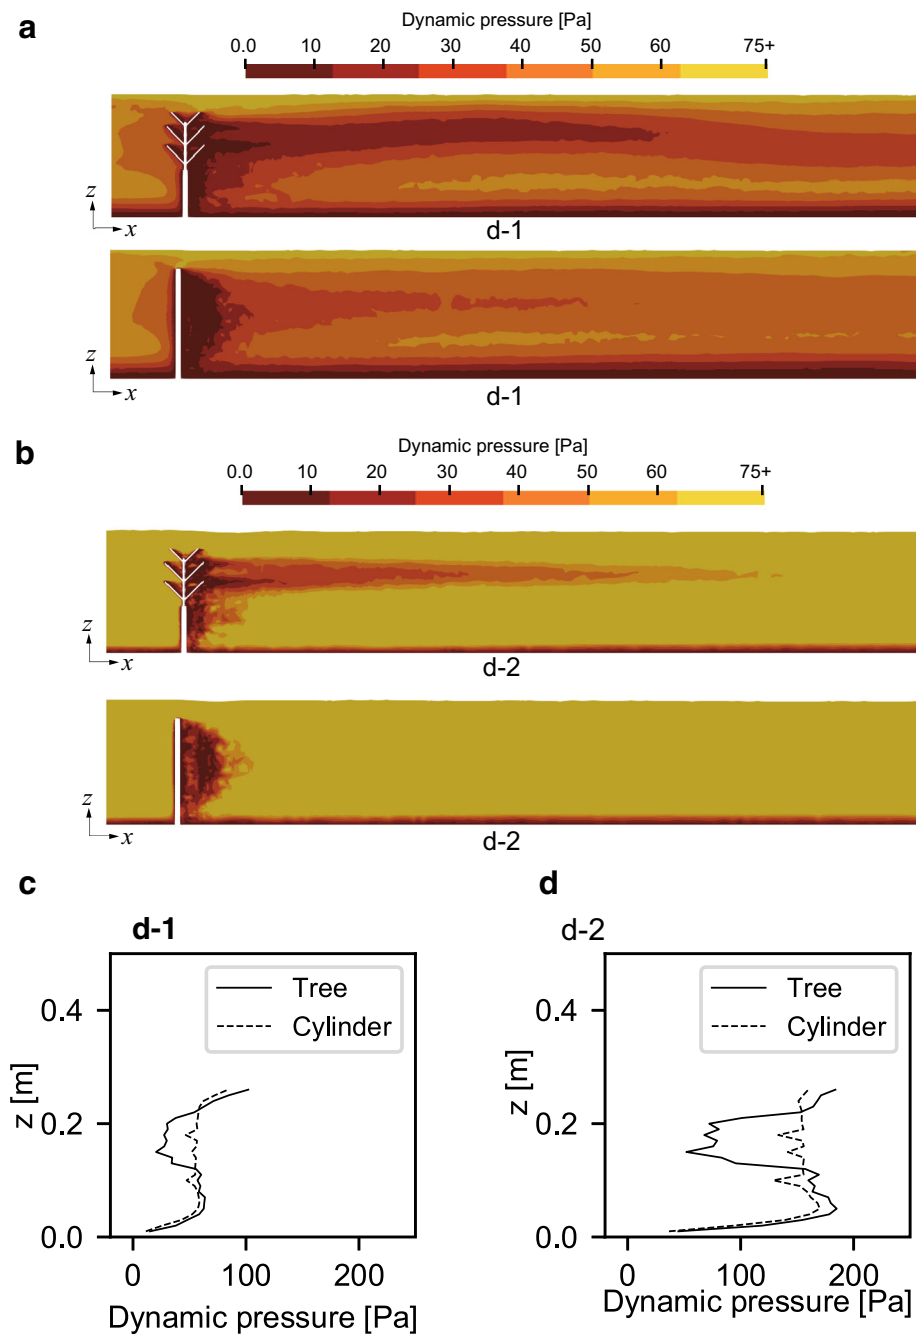 a
Dynamic pressure [Pa]
0.0 10 20 30 40 50 60 75+
z
x
d-1
z
x
d-1
b
Dynamic pressure [Pa]
0.0 10 20 30 40 50 60 75+
z
x
d-2
z
x
d-2
c
d-1
Tree
Cylinder
z [m]
0.4
0.2
0.0
0 100 200
Dynamic pressure [Pa]
d
d-2
Tree
Cylinder
z [m]
0.4
0.2
0.0
0 100 200
Dynamic pressure [Pa]